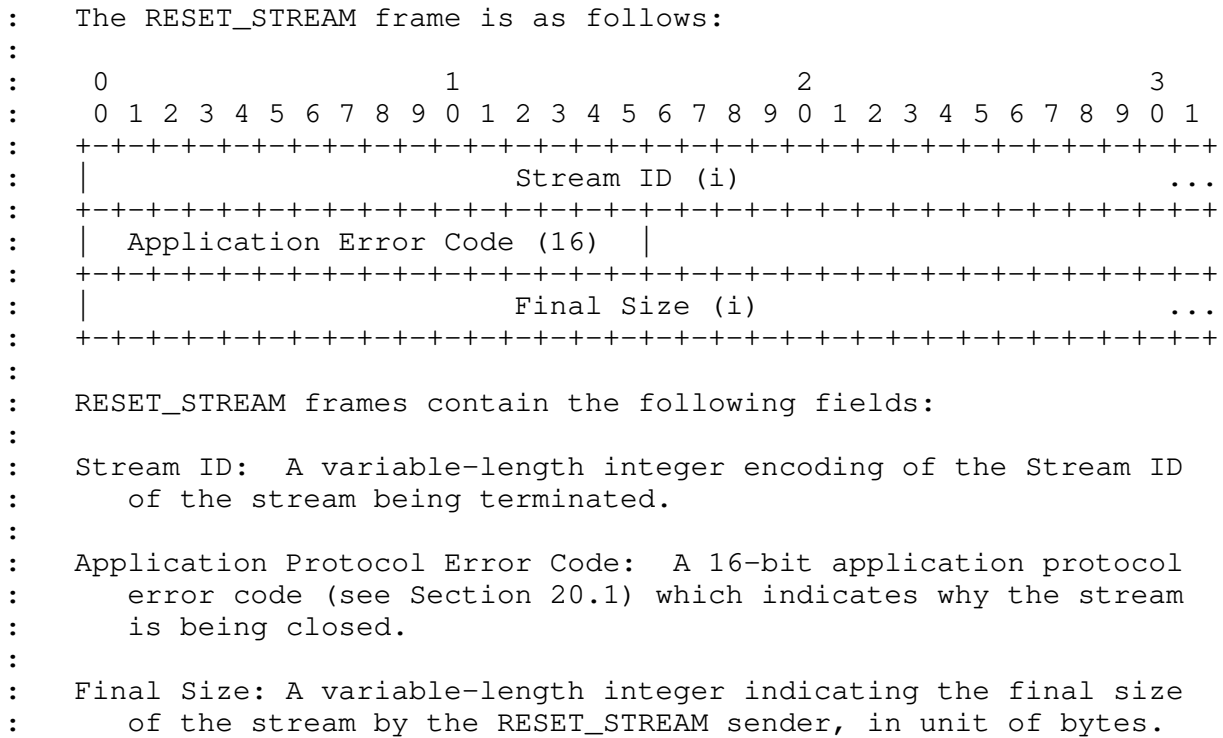 :   The RESET_STREAM frame is as follows:
:
:    0                   1                   2                   3
:    0 1 2 3 4 5 6 7 8 9 0 1 2 3 4 5 6 7 8 9 0 1 2 3 4 5 6 7 8 9 0 1
:   +-+-+-+-+-+-+-+-+-+-+-+-+-+-+-+-+-+-+-+-+-+-+-+-+-+-+-+-+-+-+-+-+
:   |                        Stream ID (i)                        ...
:   +-+-+-+-+-+-+-+-+-+-+-+-+-+-+-+-+-+-+-+-+-+-+-+-+-+-+-+-+-+-+-+-+
:   |  Application Error Code (16)  |
:   +-+-+-+-+-+-+-+-+-+-+-+-+-+-+-+-+-+-+-+-+-+-+-+-+-+-+-+-+-+-+-+-+
:   |                        Final Size (i)                       ...
:   +-+-+-+-+-+-+-+-+-+-+-+-+-+-+-+-+-+-+-+-+-+-+-+-+-+-+-+-+-+-+-+-+
:
:   RESET_STREAM frames contain the following fields:
:
:   Stream ID:  A variable-length integer encoding of the Stream ID
:      of the stream being terminated.
:
:   Application Protocol Error Code:  A 16-bit application protocol
:      error code (see Section 20.1) which indicates why the stream
:      is being closed.
:
:   Final Size: A variable-length integer indicating the final size
:      of the stream by the RESET_STREAM sender, in unit of bytes.